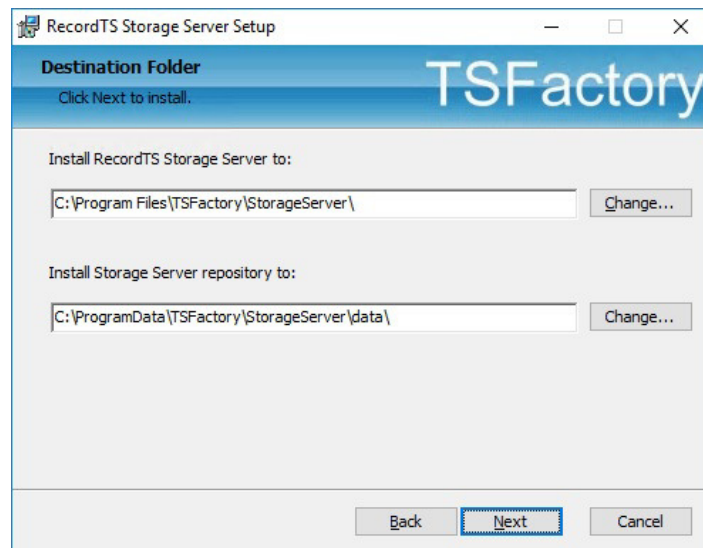 RecordTS Storage Server Setup
Destination Folder
Click Next to install.
TSFactory
Install RecordTS Storage Server to:
C:\Program Files\TSFactory\StorageServer\
Change...
Install Storage Server repository to:
C:\ProgramData\TSFactory\StorageServer\data\
Change...
Back Next Cancel